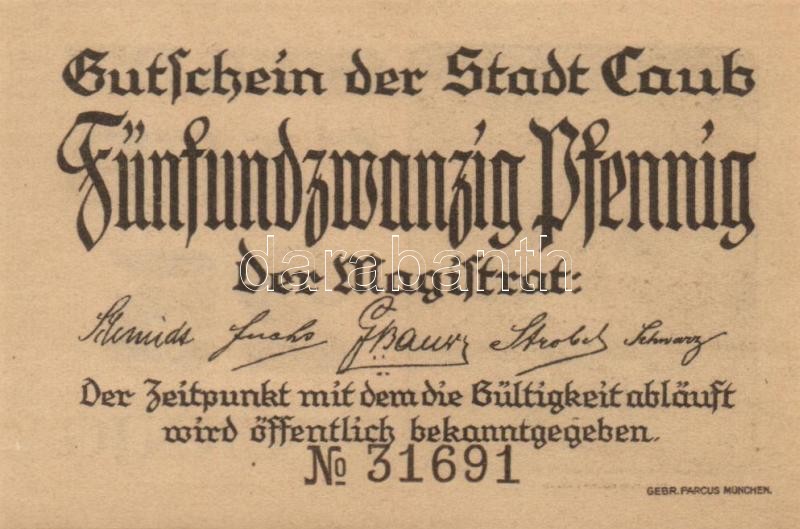 Gutschein der Stadt Caub
Fünfundzwanzig Pfennig
darabanth
Der Magistrat:
Schmidt Fuchs Bauer Strobel Schwarz
Der Zeitpunkt mit dem die Gültigkeit abläuft
wird öffentlich bekanntgegeben.
№ 31691
GEBR. PARCUS MÜNCHEN.